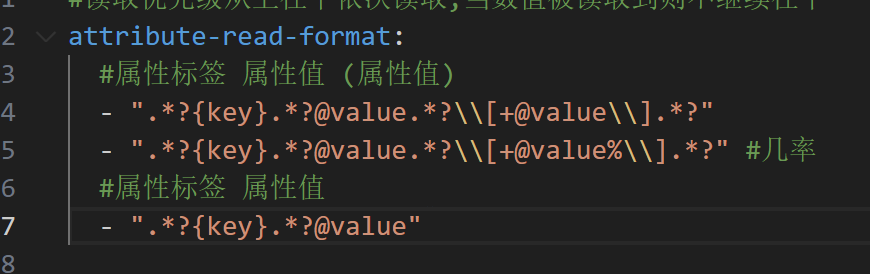 1 #读取优先级从上往下依次读取,当数值被读取到则不继续往下
2 attribute-read-format:
3 #属性标签 属性值 (属性值)
4 - ".*?{key}.*?@value.*?\\[+@value\\].*?"
5 - ".*?{key}.*?@value.*?\\[+@value%\\].*?" #几率
6 #属性标签 属性值
7 - ".*?{key}.*?@value"
8